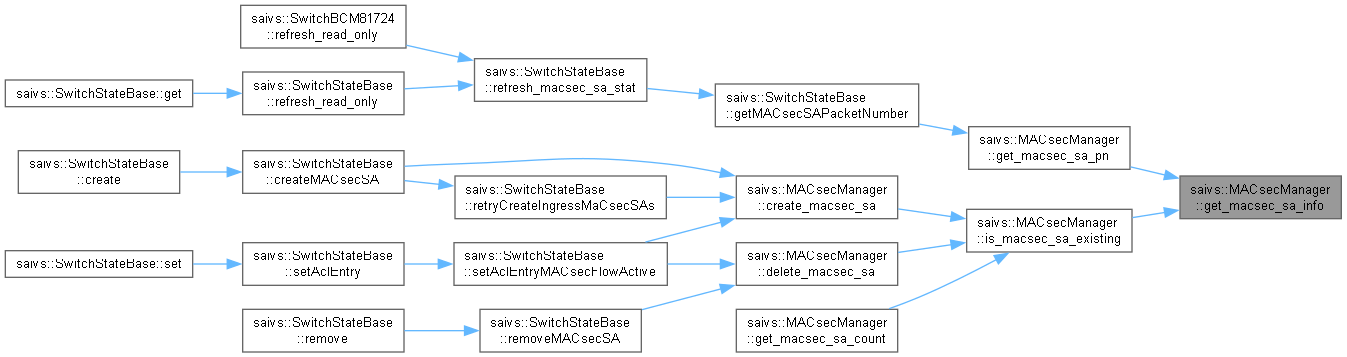 saivs::SwitchBCM81724
::refresh_read_only
saivs::SwitchStateBase::get
saivs::SwitchStateBase
::refresh_read_only
saivs::SwitchStateBase
::refresh_macsec_sa_stat
saivs::SwitchStateBase
::getMACsecSAPacketNumber
saivs::MACsecManager
::get_macsec_sa_pn
saivs::MACsecManager
::get_macsec_sa_info
saivs::SwitchStateBase
::create
saivs::SwitchStateBase
::createMACsecSA
saivs::SwitchStateBase
::retryCreateIngressMaCsecSAs
saivs::MACsecManager
::create_macsec_sa
saivs::MACsecManager
::is_macsec_sa_existing
saivs::SwitchStateBase::set
saivs::SwitchStateBase
::setAclEntry
saivs::SwitchStateBase
::setAclEntryMACsecFlowActive
saivs::MACsecManager
::delete_macsec_sa
saivs::SwitchStateBase
::remove
saivs::SwitchStateBase
::removeMACsecSA
saivs::MACsecManager
::get_macsec_sa_count